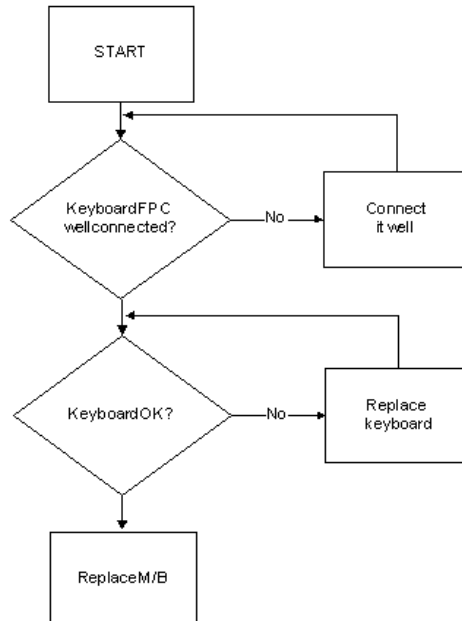 START
KeyboardFPC
wellconnected?
No
Connect
it well
KeyboardOK?
No
Replace
keyboard
ReplaceM/B